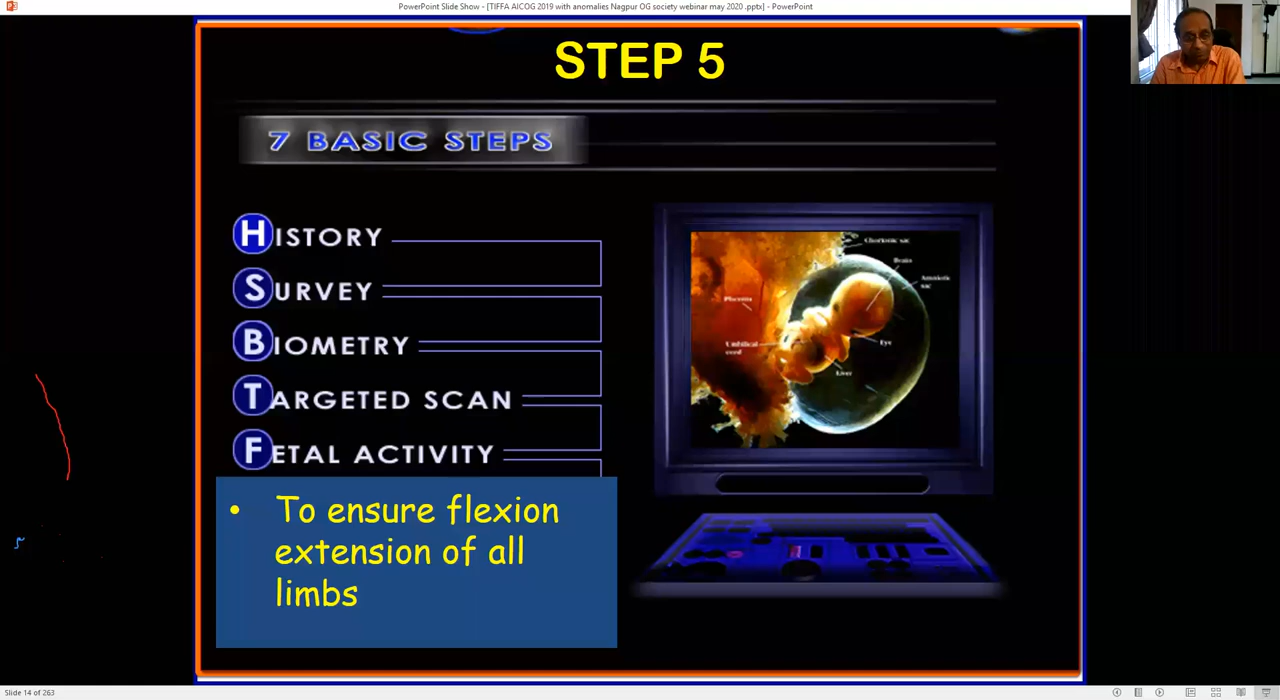 PowerPoint Slide Show - [TIFFA AICOG 2019 with anomalies Nagpur OG society webinar may 2020 .pptx] - PowerPoint
STEP 5
7 BASIC STEPS
HISTORY
SURVEY
BIOMETRY
TARGETED SCAN
FETAL ACTIVITY
• To ensure flexion
extension of all
limbs
Chorionic sac
Brain
Amniotic
sac
Placenta
Umbilical
cord
Eye
Liver
Slide 14 of 263